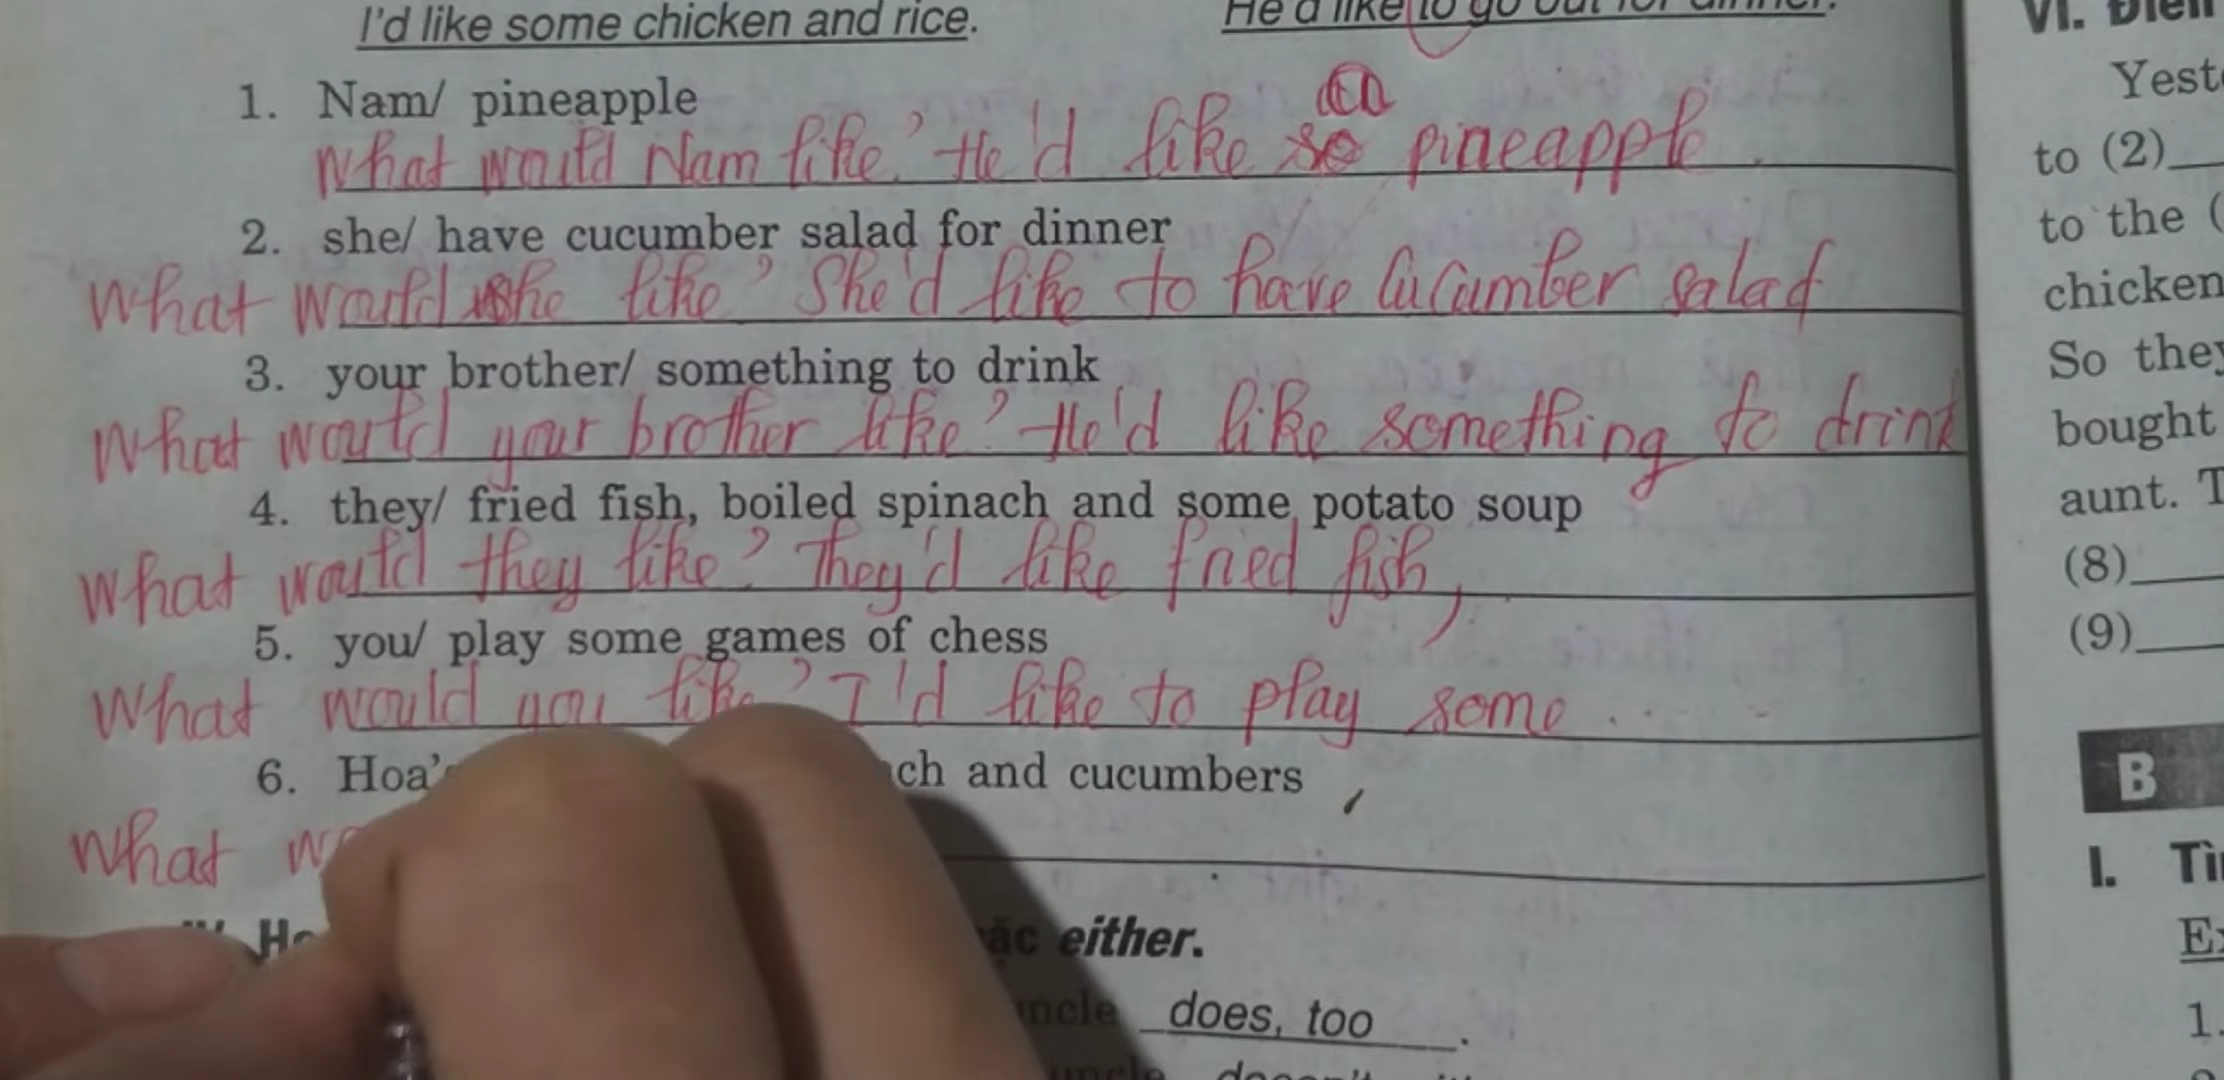 I'd like some chicken and rice. He'd like to go out for dinner.
1. Nam/ pineapple
What would Nam like? He'd like a pineapple.
2. she/ have cucumber salad for dinner
What would she like? She'd like to have cucumber salad
3. your brother/ something to drink
What would your brother like? He'd like something to drink
4. they/ fried fish, boiled spinach and some potato soup
What would they like? They'd like fried fish,
5. you/ play some games of chess
What would you like? I'd like to play some ...
6. Hoa' ch and cucumbers
What
either.
does, too .
VI.
Yest
to (2)
to the (
chicken
So they
bought
aunt. T
(8)
(9)
B
I. Tì
Ex
1.